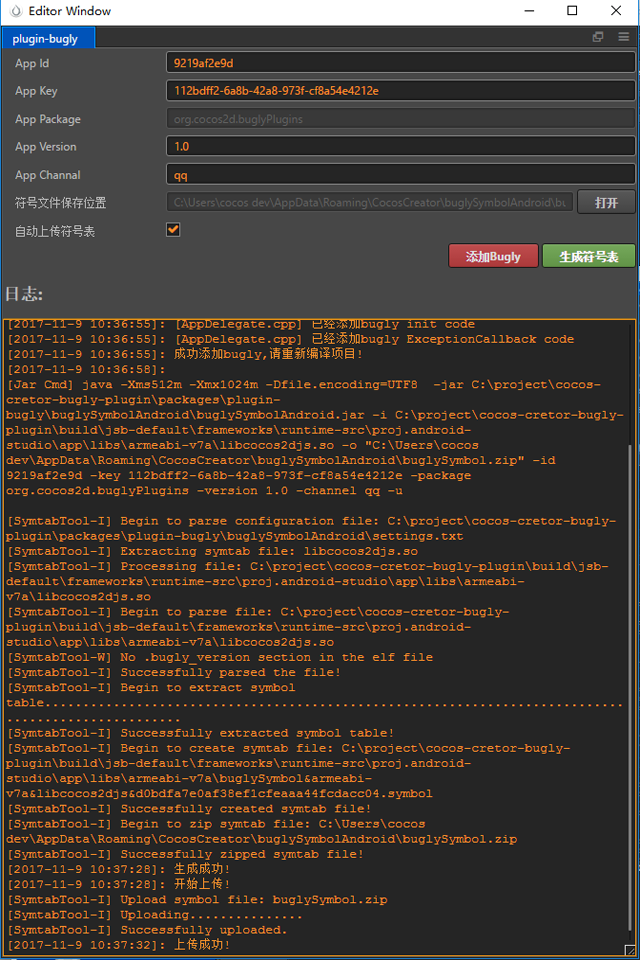 Editor Window
plugin-bugly
App Id 9219af2e9d
App Key 112bdff2-6a8b-42a8-973f-cf8a54e4212e
App Package org.cocos2d.buglyPlugins
App Version 1.0
App Channal qq
符号文件保存位置 C:\Users\cocos dev\AppData\Roaming\CocosCreator\buglySymbolAndroid\bu 打开
自动上传符号表
添加Bugly 生成符号表
日志:
[2017-11-9 10:36:55]: [AppDelegate.cpp] 已经添加bugly init code
[2017-11-9 10:36:55]: [AppDelegate.cpp] 已经添加bugly ExceptionCallback code
[2017-11-9 10:36:55]: 成功添加bugly,请重新编译项目!
[2017-11-9 10:36:58]:
[Jar Cmd] java -Xms512m -Xmx1024m -Dfile.encoding=UTF8  -jar C:\project\cocos-
cretor-bugly-plugin\packages\plugin-
bugly\buglySymbolAndroid\buglySymbolAndroid.jar -i C:\project\cocos-cretor-bugly-
plugin\build\jsb-default\frameworks\runtime-src\proj.android-
studio\app\libs\armeabi-v7a\libcocos2djs.so -o "C:\Users\cocos
dev\AppData\Roaming\CocosCreator\buglySymbolAndroid\buglySymbol.zip" -id
9219af2e9d -key 112bdff2-6a8b-42a8-973f-cf8a54e4212e -package
org.cocos2d.buglyPlugins -version 1.0 -channel qq -u
[SymtabTool-I] Begin to parse configuration file: C:\project\cocos-cretor-bugly-
plugin\packages\plugin-bugly\buglySymbolAndroid\settings.txt
[SymtabTool-I] Extracting symtab file: libcocos2djs.so
[SymtabTool-I] Processing file: C:\project\cocos-cretor-bugly-plugin\build\jsb-
default\frameworks\runtime-src\proj.android-studio\app\libs\armeabi-
v7a\libcocos2djs.so
[SymtabTool-I] Begin to parse file: C:\project\cocos-cretor-bugly-
plugin\build\jsb-default\frameworks\runtime-src\proj.android-
studio\app\libs\armeabi-v7a\libcocos2djs.so
[SymtabTool-W] No .bugly_version section in the elf file
[SymtabTool-I] Successfully parsed the file!
[SymtabTool-I] Begin to extract symbol
table.............................................................................
.......................
[SymtabTool-I] Successfully extracted symbol table!
[SymtabTool-I] Begin to create symtab file: C:\project\cocos-cretor-bugly-
plugin\build\jsb-default\frameworks\runtime-src\proj.android-
studio\app\libs\armeabi-v7a\buglySymbol&armeabi-
v7a&libcocos2djs&d0bdfa7e0af38ef1cfeaaa44fcdacc04.symbol
[SymtabTool-I] Successfully created symtab file!
[SymtabTool-I] Begin to zip symtab file: C:\Users\cocos
dev\AppData\Roaming\CocosCreator\buglySymbolAndroid\buglySymbol.zip
[SymtabTool-I] Successfully zipped symtab file!
[2017-11-9 10:37:28]: 生成成功!
[2017-11-9 10:37:28]: 开始上传!
[SymtabTool-I] Upload symbol file: buglySymbol.zip
[SymtabTool-I] Uploading...............
[SymtabTool-I] Successfully uploaded.
[2017-11-9 10:37:32]: 上传成功!